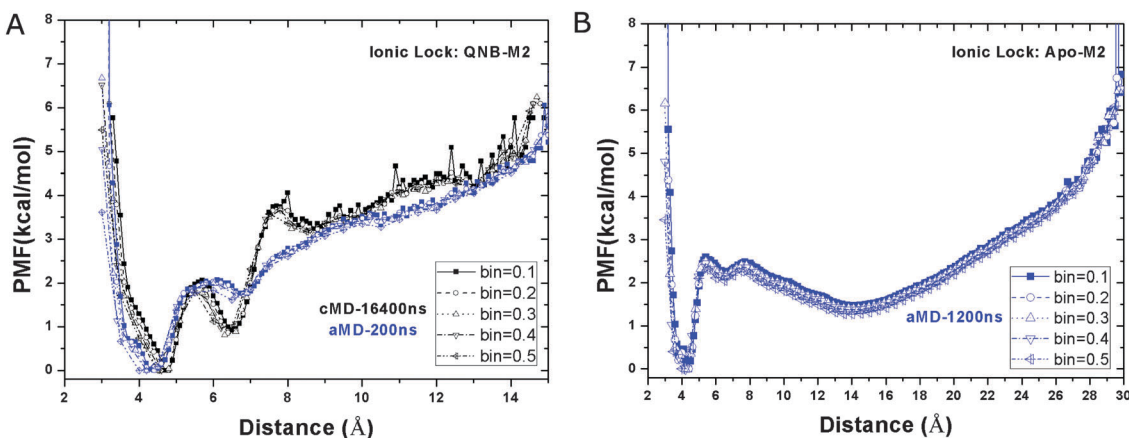 A
Ionic Lock: QNB-M2
PMF(kcal/mol)
8
7
6
5
4
3
2
1
0
cMD-16400ns
aMD-200ns
bin=0.1
bin=0.2
bin=0.3
bin=0.4
bin=0.5
2 4 6 8 10 12 14
Distance (Å)
B
Ionic Lock: Apo-M2
PMF(kcal/mol)
8
7
6
5
4
3
2
1
0
aMD-1200ns
bin=0.1
bin=0.2
bin=0.3
bin=0.4
bin=0.5
2 4 6 8 10 12 14 16 18 20 22 24 26 28 30
Distance (Å)